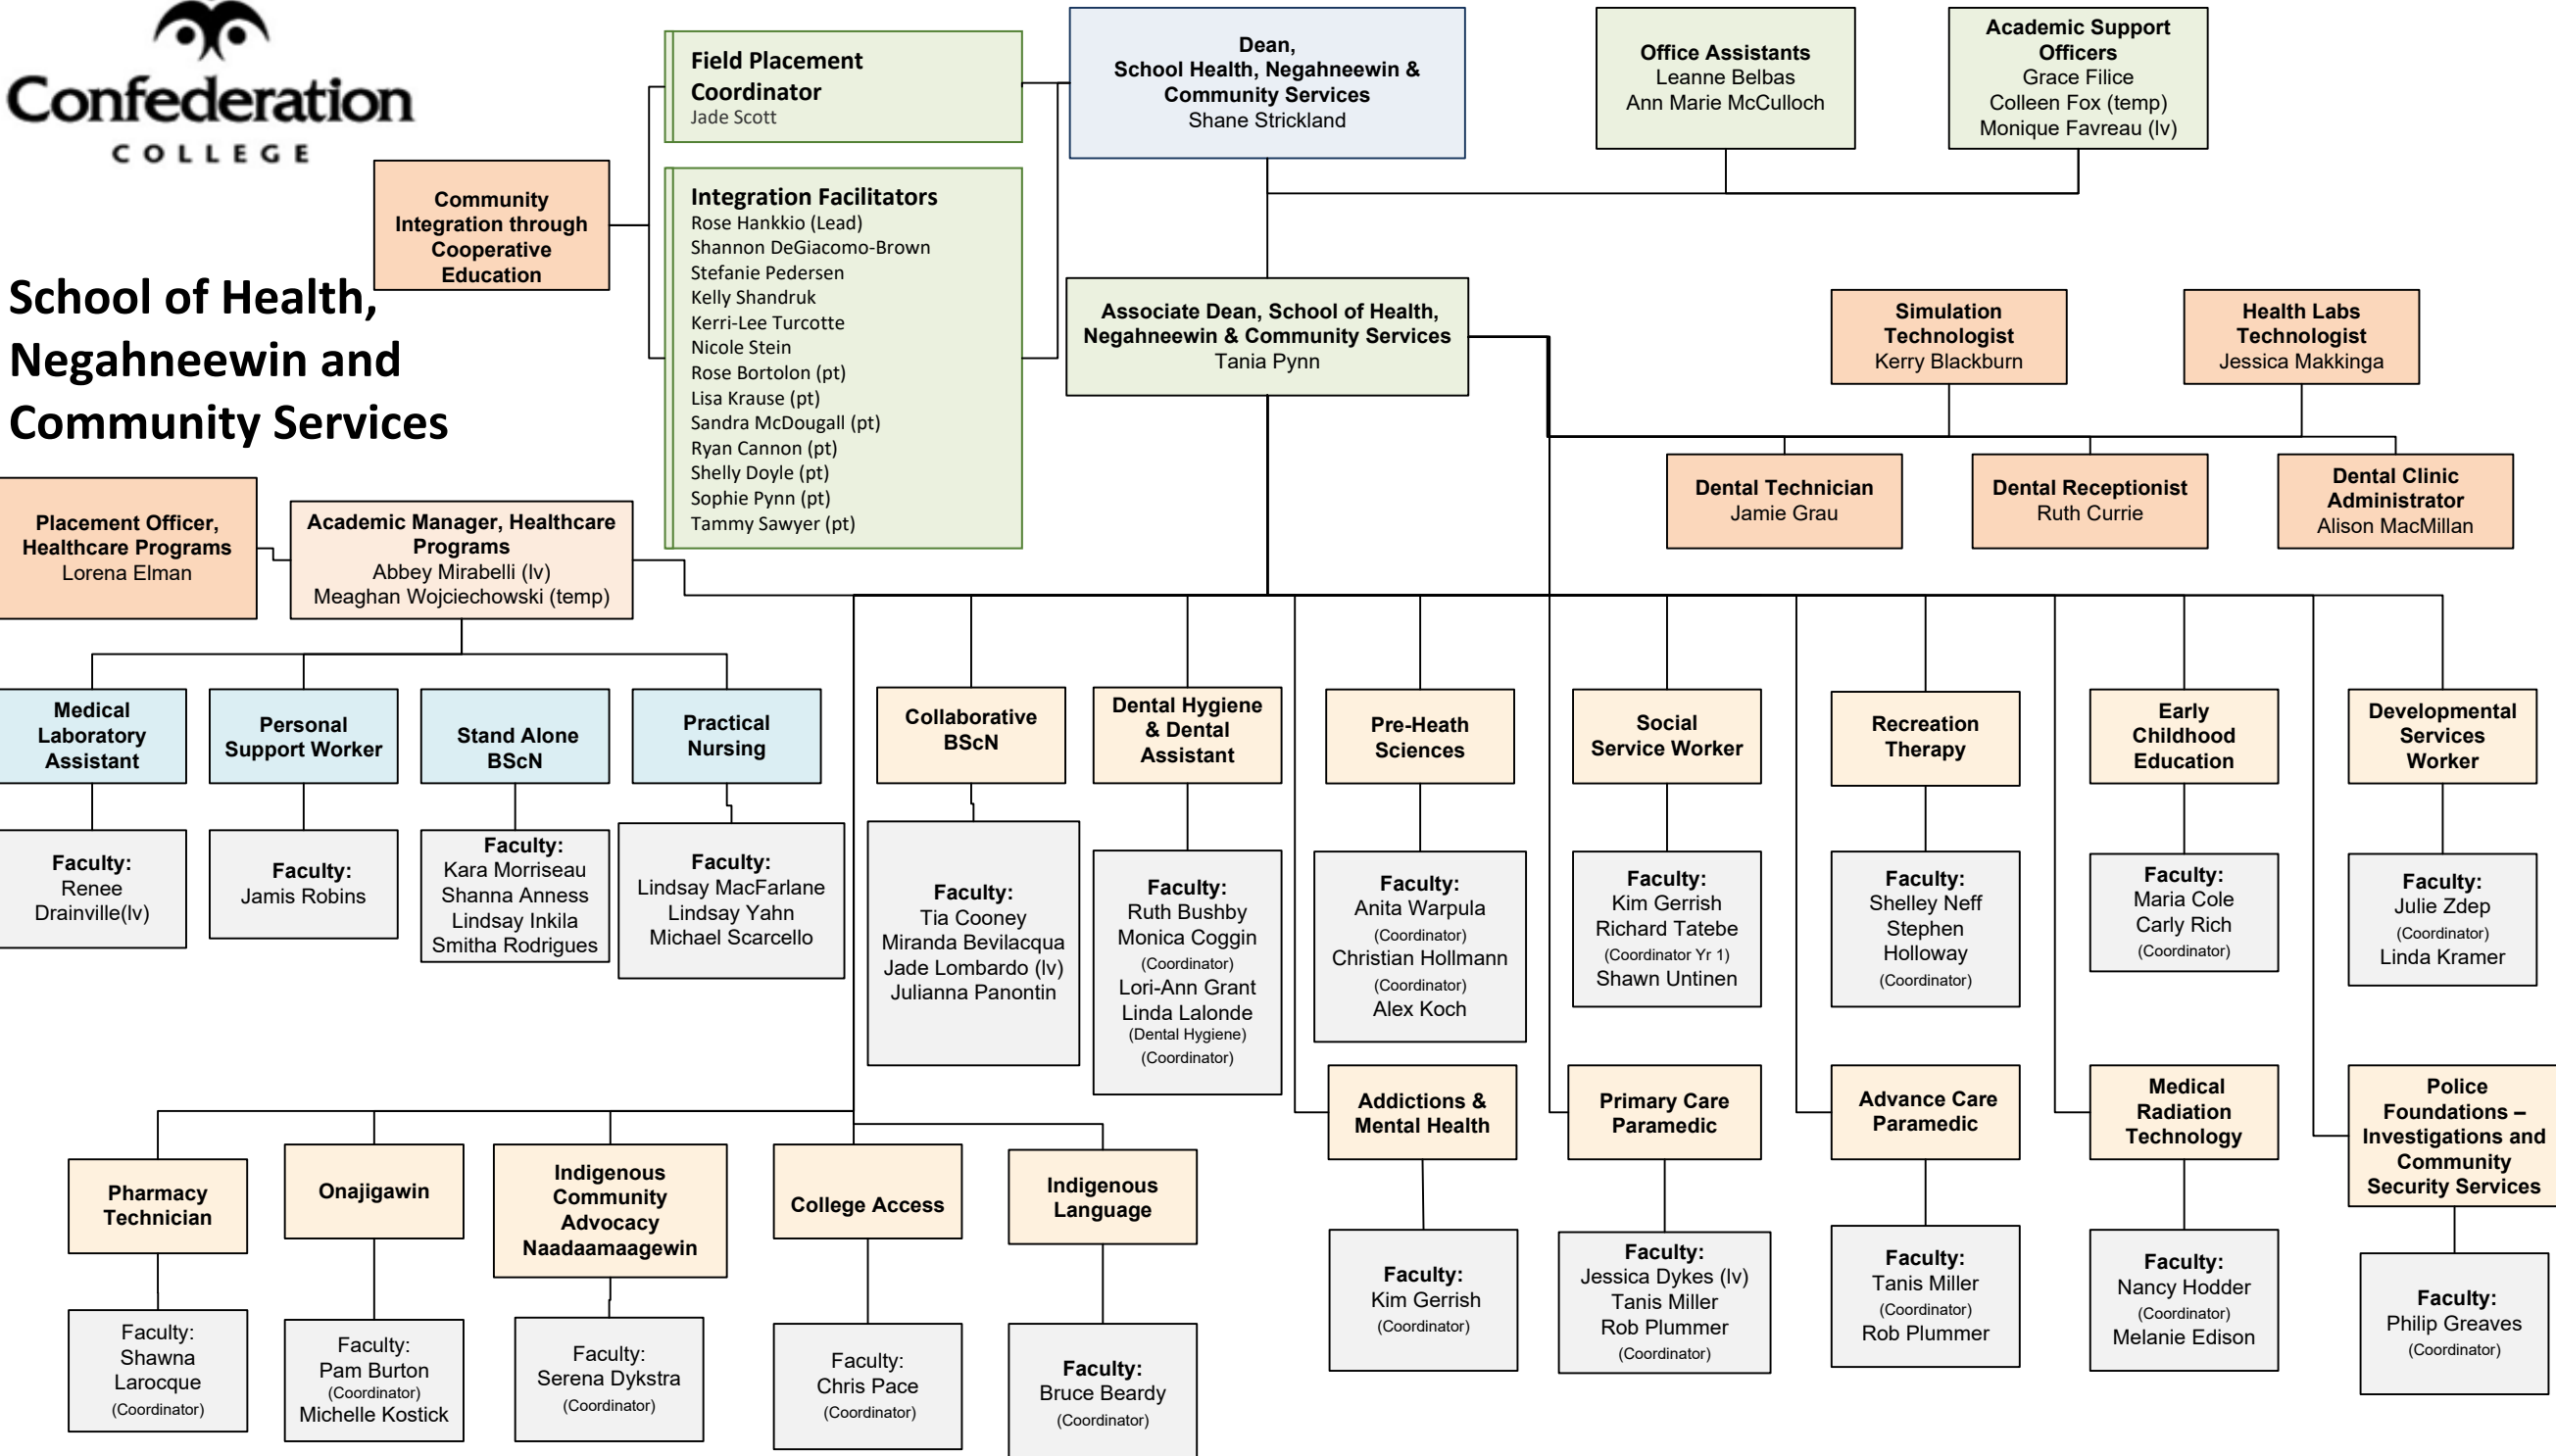 Confederation
COLLEGE
School of Health,
Negahneewin and
Community Services
Community
Integration through
Cooperative
Education
Field Placement
Coordinator
Jade Scott
Integration Facilitators
Rose Hankkio (Lead)
Shannon DeGiacomo-Brown
Stefanie Pedersen
Kelly Shandruk
Kerri-Lee Turcotte
Nicole Stein
Rose Bortolon (pt)
Lisa Krause (pt)
Sandra McDougall (pt)
Ryan Cannon (pt)
Shelly Doyle (pt)
Sophie Pynn (pt)
Tammy Sawyer (pt)
Dean,
School Health, Negahneewin &
Community Services
Shane Strickland
Office Assistants
Leanne Belbas
Ann Marie McCulloch
Academic Support
Officers
Grace Filice
Colleen Fox (temp)
Monique Favreau (lv)
Associate Dean, School of Health,
Negahneewin & Community Services
Tania Pynn
Simulation
Technologist
Kerry Blackburn
Health Labs
Technologist
Jessica Makkinga
Dental Technician
Jamie Grau
Dental Receptionist
Ruth Currie
Dental Clinic
Administrator
Alison MacMillan
Placement Officer,
Healthcare Programs
Lorena Elman
Academic Manager, Healthcare
Programs
Abbey Mirabelli (lv)
Meaghan Wojciechowski (temp)
Medical
Laboratory
Assistant
Personal
Support Worker
Stand Alone
BScN
Practical
Nursing
Collaborative
BScN
Dental Hygiene
& Dental
Assistant
Pre-Heath
Sciences
Social
Service Worker
Recreation
Therapy
Early
Childhood
Education
Developmental
Services
Worker
Faculty:
Renee
Drainville(lv)
Faculty:
Jamis Robins
Faculty:
Kara Morriseau
Shanna Anness
Lindsay Inkila
Smitha Rodrigues
Faculty:
Lindsay MacFarlane
Lindsay Yahn
Michael Scarcello
Faculty:
Tia Cooney
Miranda Bevilacqua
Jade Lombardo (lv)
Julianna Panontin
Faculty:
Ruth Bushby
Monica Coggin
(Coordinator)
Lori-Ann Grant
Linda Lalonde
(Dental Hygiene)
(Coordinator)
Faculty:
Anita Warpula
(Coordinator)
Christian Hollmann
(Coordinator)
Alex Koch
Faculty:
Kim Gerrish
Richard Tatebe
(Coordinator Yr 1)
Shawn Untinen
Faculty:
Shelley Neff
Stephen
Holloway
(Coordinator)
Faculty:
Maria Cole
Carly Rich
(Coordinator)
Faculty:
Julie Zdep
(Coordinator)
Linda Kramer
Addictions &
Mental Health
Primary Care
Paramedic
Advance Care
Paramedic
Medical
Radiation
Technology
Police
Foundations –
Investigations and
Community
Security Services
Pharmacy
Technician
Onajigawin
Indigenous
Community
Advocacy
Naadaamaagewin
College Access
Indigenous
Language
Faculty:
Kim Gerrish
(Coordinator)
Faculty:
Jessica Dykes (lv)
Tanis Miller
Rob Plummer
(Coordinator)
Faculty:
Tanis Miller
(Coordinator)
Rob Plummer
Faculty:
Nancy Hodder
(Coordinator)
Melanie Edison
Faculty:
Philip Greaves
(Coordinator)
Faculty:
Shawna
Larocque
(Coordinator)
Faculty:
Pam Burton
(Coordinator)
Michelle Kostick
Faculty:
Serena Dykstra
(Coordinator)
Faculty:
Chris Pace
(Coordinator)
Faculty:
Bruce Beardy
(Coordinator)